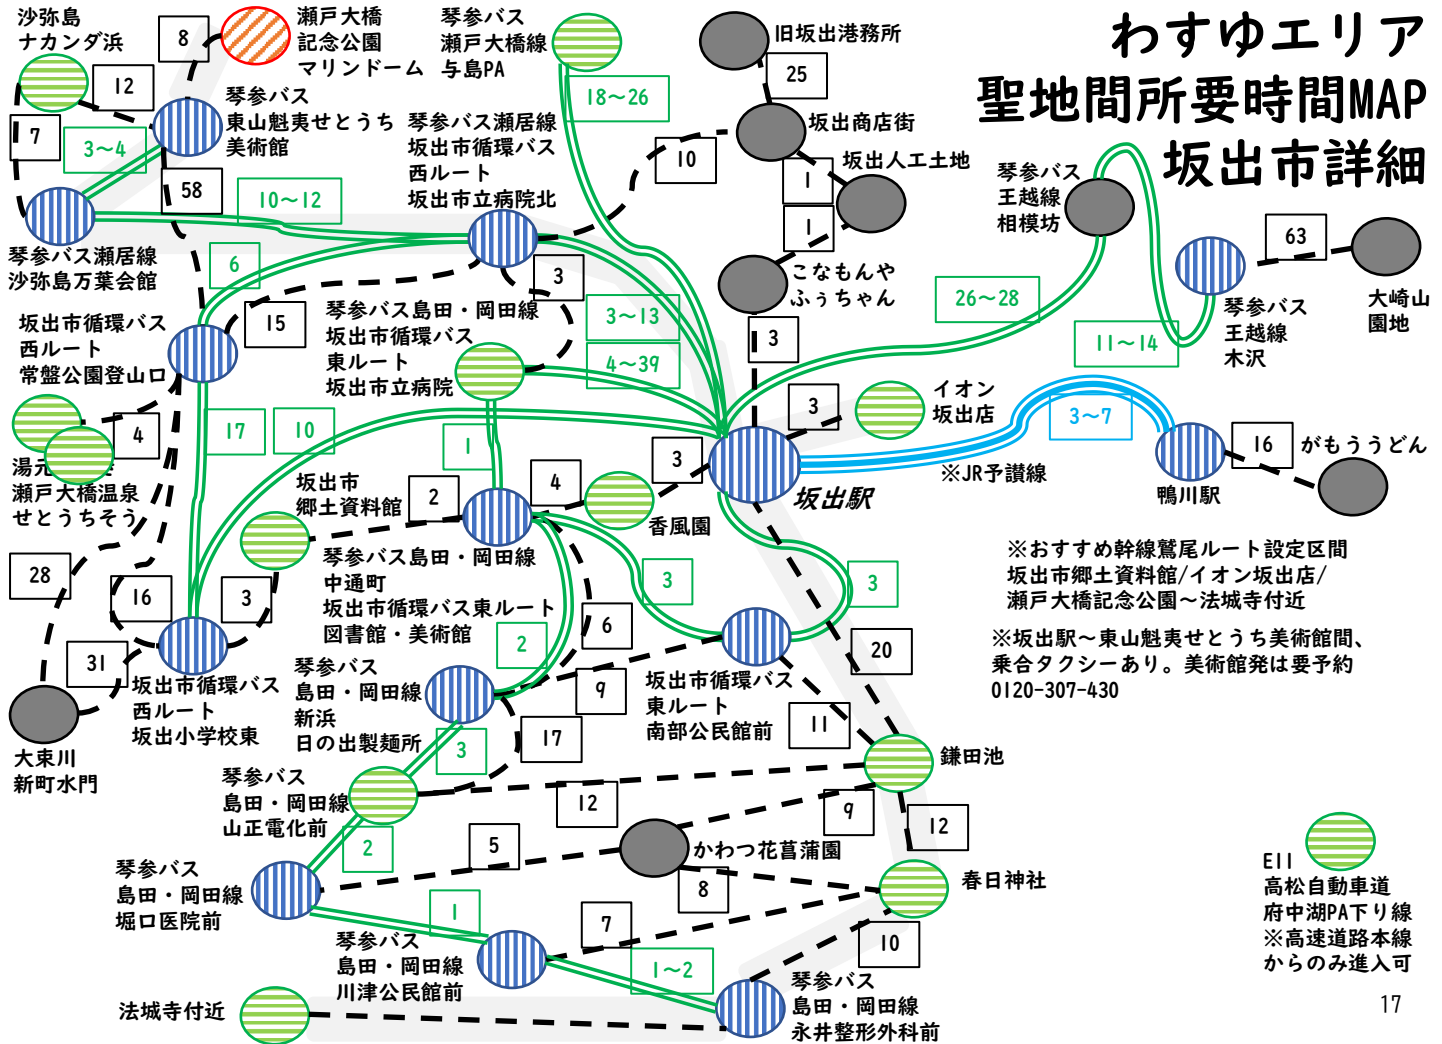 わすゆエリア
聖地間所要時間MAP
坂出市詳細
沙弥島
ナカンダ浜
8
瀬戸大橋
記念公園
マリンドーム
琴参バス
瀬戸大橋線
与島PA
旧坂出港務所
12
18～26
25
7
3～4
琴参バス
東山魁夷せとうち
美術館
琴参バス瀬居線
坂出市循環バス
西ルート
坂出市立病院北
10
坂出商店街
1
坂出人工土地
1
58
10～12
琴参バス
王越線
相模坊
63
琴参バス瀬居線
沙弥島万葉会館
6
3
こなもんや
ふぅちゃん
26～28
大崎山
園地
琴参バス
王越線
木沢
11～14
坂出市循環バス
西ルート
常盤公園登山口
15
琴参バス島田・岡田線
坂出市循環バス
東ルート
坂出市立病院
3～13
4～39
3
イオン
坂出店
3
3～7
4
17
10
1
3
16
がもううどん
湯元
瀬戸大橋温泉
せとうちそう
坂出市
郷土資料館
2
4
坂出駅
※JR予讃線
鴨川駅
香風園
28
16
3
琴参バス島田・岡田線
中通町
坂出市循環バス東ルート
図書館・美術館
3
3
※おすすめ幹線鷲尾ルート設定区間
坂出市郷土資料館/イオン坂出店/
瀬戸大橋記念公園～法城寺付近
6
2
20
※坂出駅～東山魁夷せとうち美術館間、
乗合タクシーあり。美術館発は要予約
0120-307-430
31
坂出市循環バス
西ルート
坂出小学校東
琴参バス
島田・岡田線
新浜
日の出製麺所
9
坂出市循環バス
東ルート
南部公民館前
11
大束川
新町水門
17
3
鎌田池
琴参バス
島田・岡田線
山正電化前
12
9
12
2
5
かわつ花菖蒲園
8
春日神社
琴参バス
島田・岡田線
堀口医院前
1
7
10
琴参バス
島田・岡田線
川津公民館前
1～2
琴参バス
島田・岡田線
永井整形外科前
法城寺付近
E11
高松自動車道
府中湖PA下り線
※高速道路本線
からのみ進入可
17